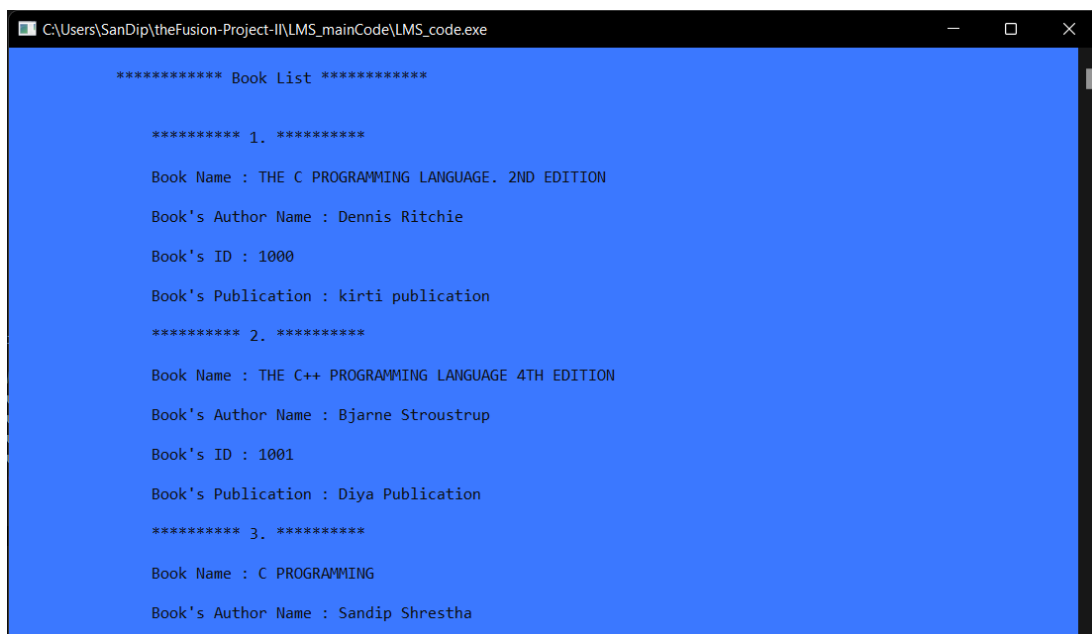 C:\Users\SanDip\theFusion-Project-II\LMS_mainCode\LMS_code.exe
************ Book List ************
********** 1. **********
Book Name : THE C PROGRAMMING LANGUAGE. 2ND EDITION
Book's Author Name : Dennis Ritchie
Book's ID : 1000
Book's Publication : kirti publication
********** 2. **********
Book Name : THE C++ PROGRAMMING LANGUAGE 4TH EDITION
Book's Author Name : Bjarne Stroustrup
Book's ID : 1001
Book's Publication : Diya Publication
********** 3. **********
Book Name : C PROGRAMMING
Book's Author Name : Sandip Shrestha